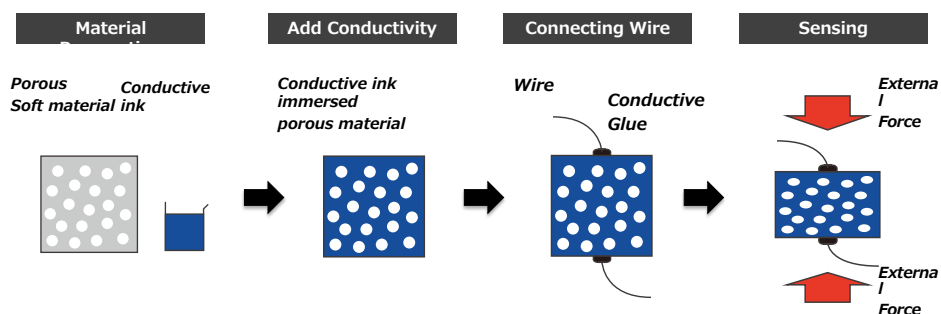 Material
Add Conductivity
Connecting Wire
Sensing
Porous
Soft material
Conductive
ink
Conductive ink
immersed
porous material
Wire
Conductive
Glue
Externa
l
Force
Externa
l
Force